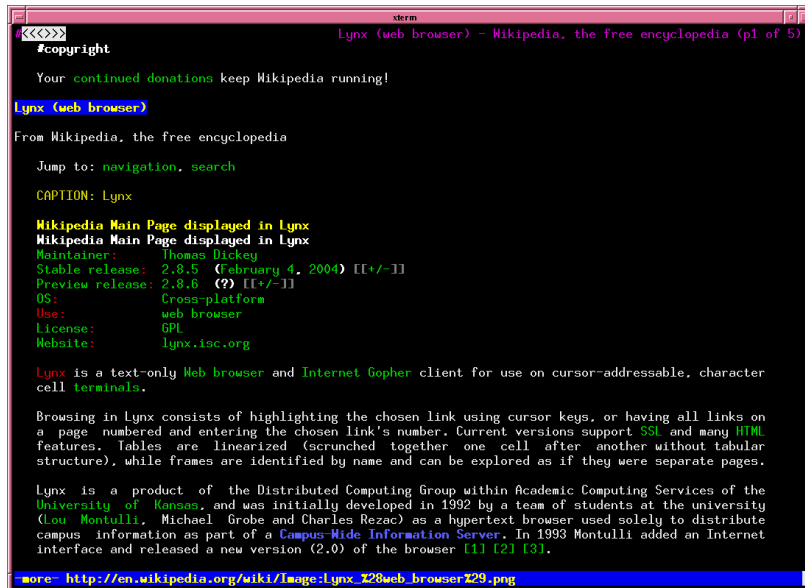 xterm
#<<<>>> Lynx (web browser) - Wikipedia, the free encyclopedia (p1 of 5)
#copyright
Your continued donations keep Wikipedia running!
Lynx (web browser)
From Wikipedia, the free encyclopedia
Jump to: navigation, search
CAPTION: Lynx
Wikipedia Main Page displayed in Lynx
Wikipedia Main Page displayed in Lynx
Maintainer: Thomas Dickey
Stable release: 2.8.5 (February 4, 2004) [[+/-]]
Preview release: 2.8.6 (?) [[+/-]]
OS: Cross-platform
Use: web browser
License: GPL
Website: lynx.isc.org
Lynx is a text-only Web browser and Internet Gopher client for use on cursor-addressable, character
cell terminals.
Browsing in Lynx consists of highlighting the chosen link using cursor keys, or having all links on
a page numbered and entering the chosen link's number. Current versions support SSL and many HTML
features. Tables are linearized (scrunched together one cell after another without tabular
structure), while frames are identified by name and can be explored as if they were separate pages.
Lynx is a product of the Distributed Computing Group within Academic Computing Services of the
University of Kansas, and was initially developed in 1992 by a team of students at the university
(Lou Montulli, Michael Grobe and Charles Rezac) as a hypertext browser used solely to distribute
campus information as part of a Campus-Wide Information Server. In 1993 Montulli added an Internet
interface and released a new version (2.0) of the browser [1] [2] [3].
-more- http://en.wikipedia.org/wiki/Image:Lynx_%28web_browser%29.png